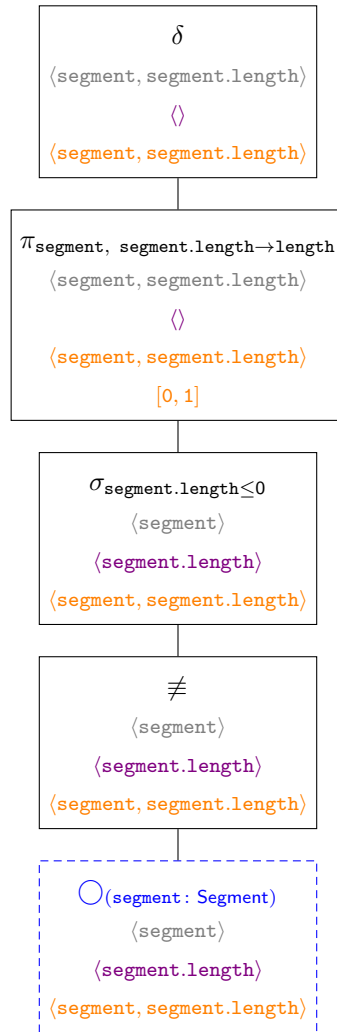 δ
⟨segment, segment.length⟩
⟨⟩
⟨segment, segment.length⟩
π segment, segment.length→length
⟨segment, segment.length⟩
⟨⟩
⟨segment, segment.length⟩
[0, 1]
σ segment.length≤0
⟨segment⟩
⟨segment.length⟩
⟨segment, segment.length⟩
≢
⟨segment⟩
⟨segment.length⟩
⟨segment, segment.length⟩
◯(segment: Segment)
⟨segment⟩
⟨segment.length⟩
⟨segment, segment.length⟩